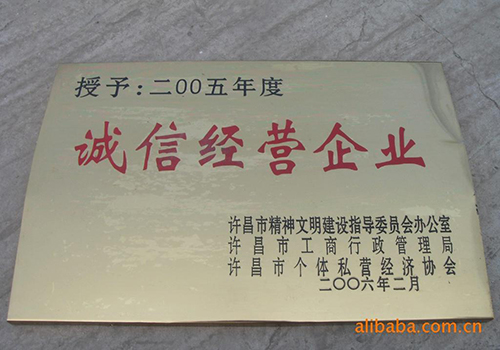 授予:二00五年度
诚信经营企业
许昌市精神文明建设指导委员会办公室
许昌市工商行政管理局
许昌市个体私营经济协会
二00六年二月
alibaba.com.cn